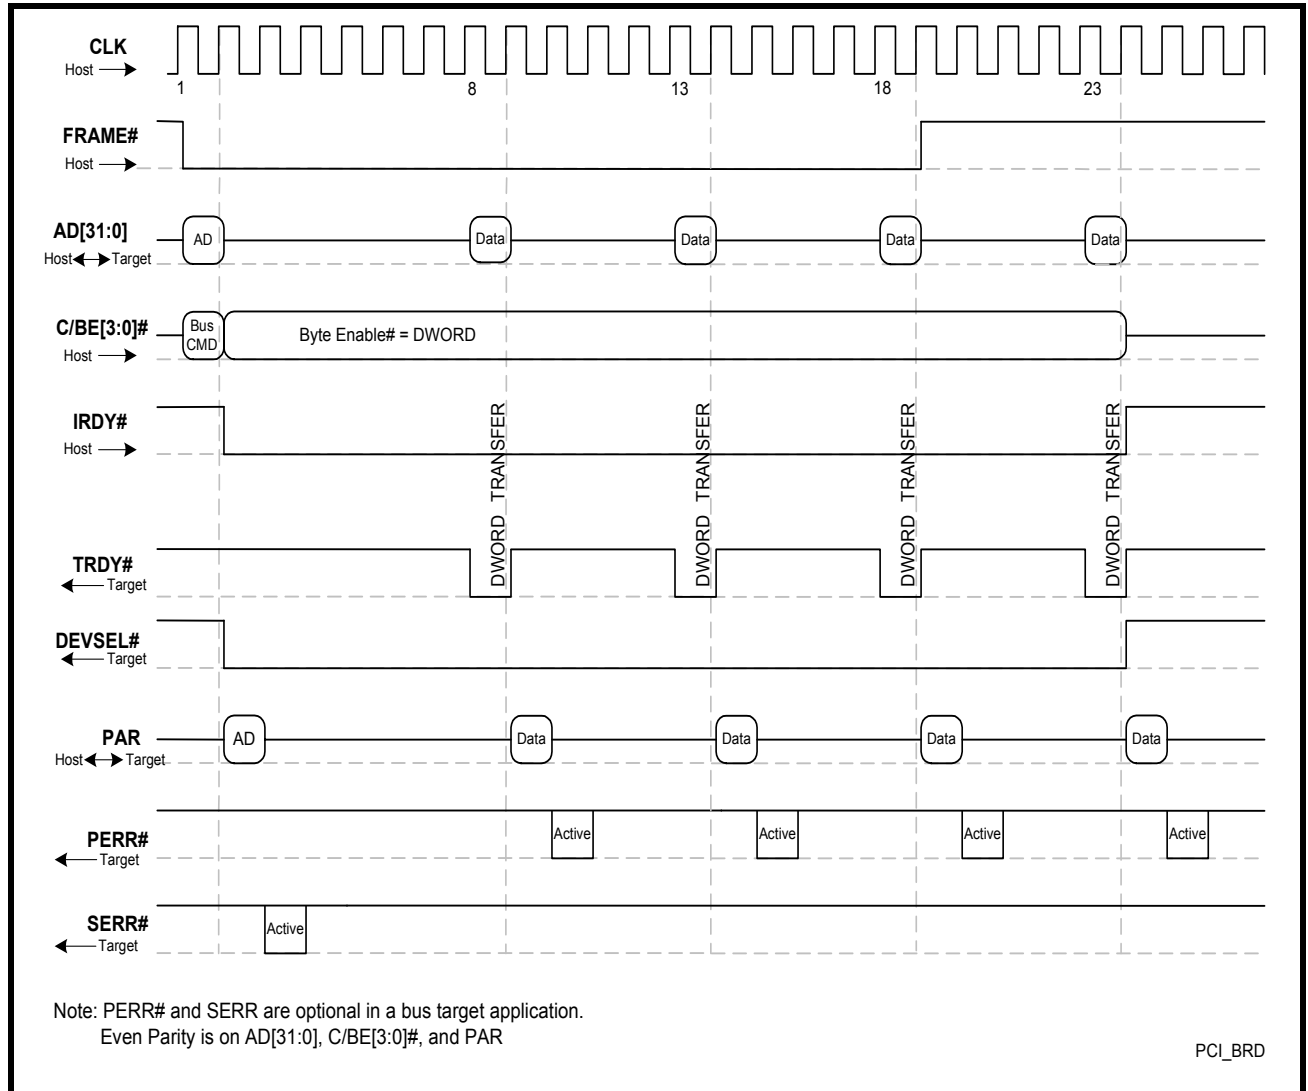 CLK
Host
1 8 13 18 23
FRAME#
Host
AD[31:0]
Host Target
AD Data Data Data Data
C/BE[3:0]#
Host
Bus
CMD
Byte Enable# = DWORD
IRDY#
Host
DWORD TRANSFER
DWORD TRANSFER
DWORD TRANSFER
DWORD TRANSFER
TRDY#
Target
DEVSEL#
Target
PAR
Host Target
AD Data Data Data Data
PERR#
Target
Active Active Active Active
SERR#
Target
Active
Note: PERR# and SERR are optional in a bus target application.
Even Parity is on AD[31:0], C/BE[3:0]#, and PAR
PCI_BRD